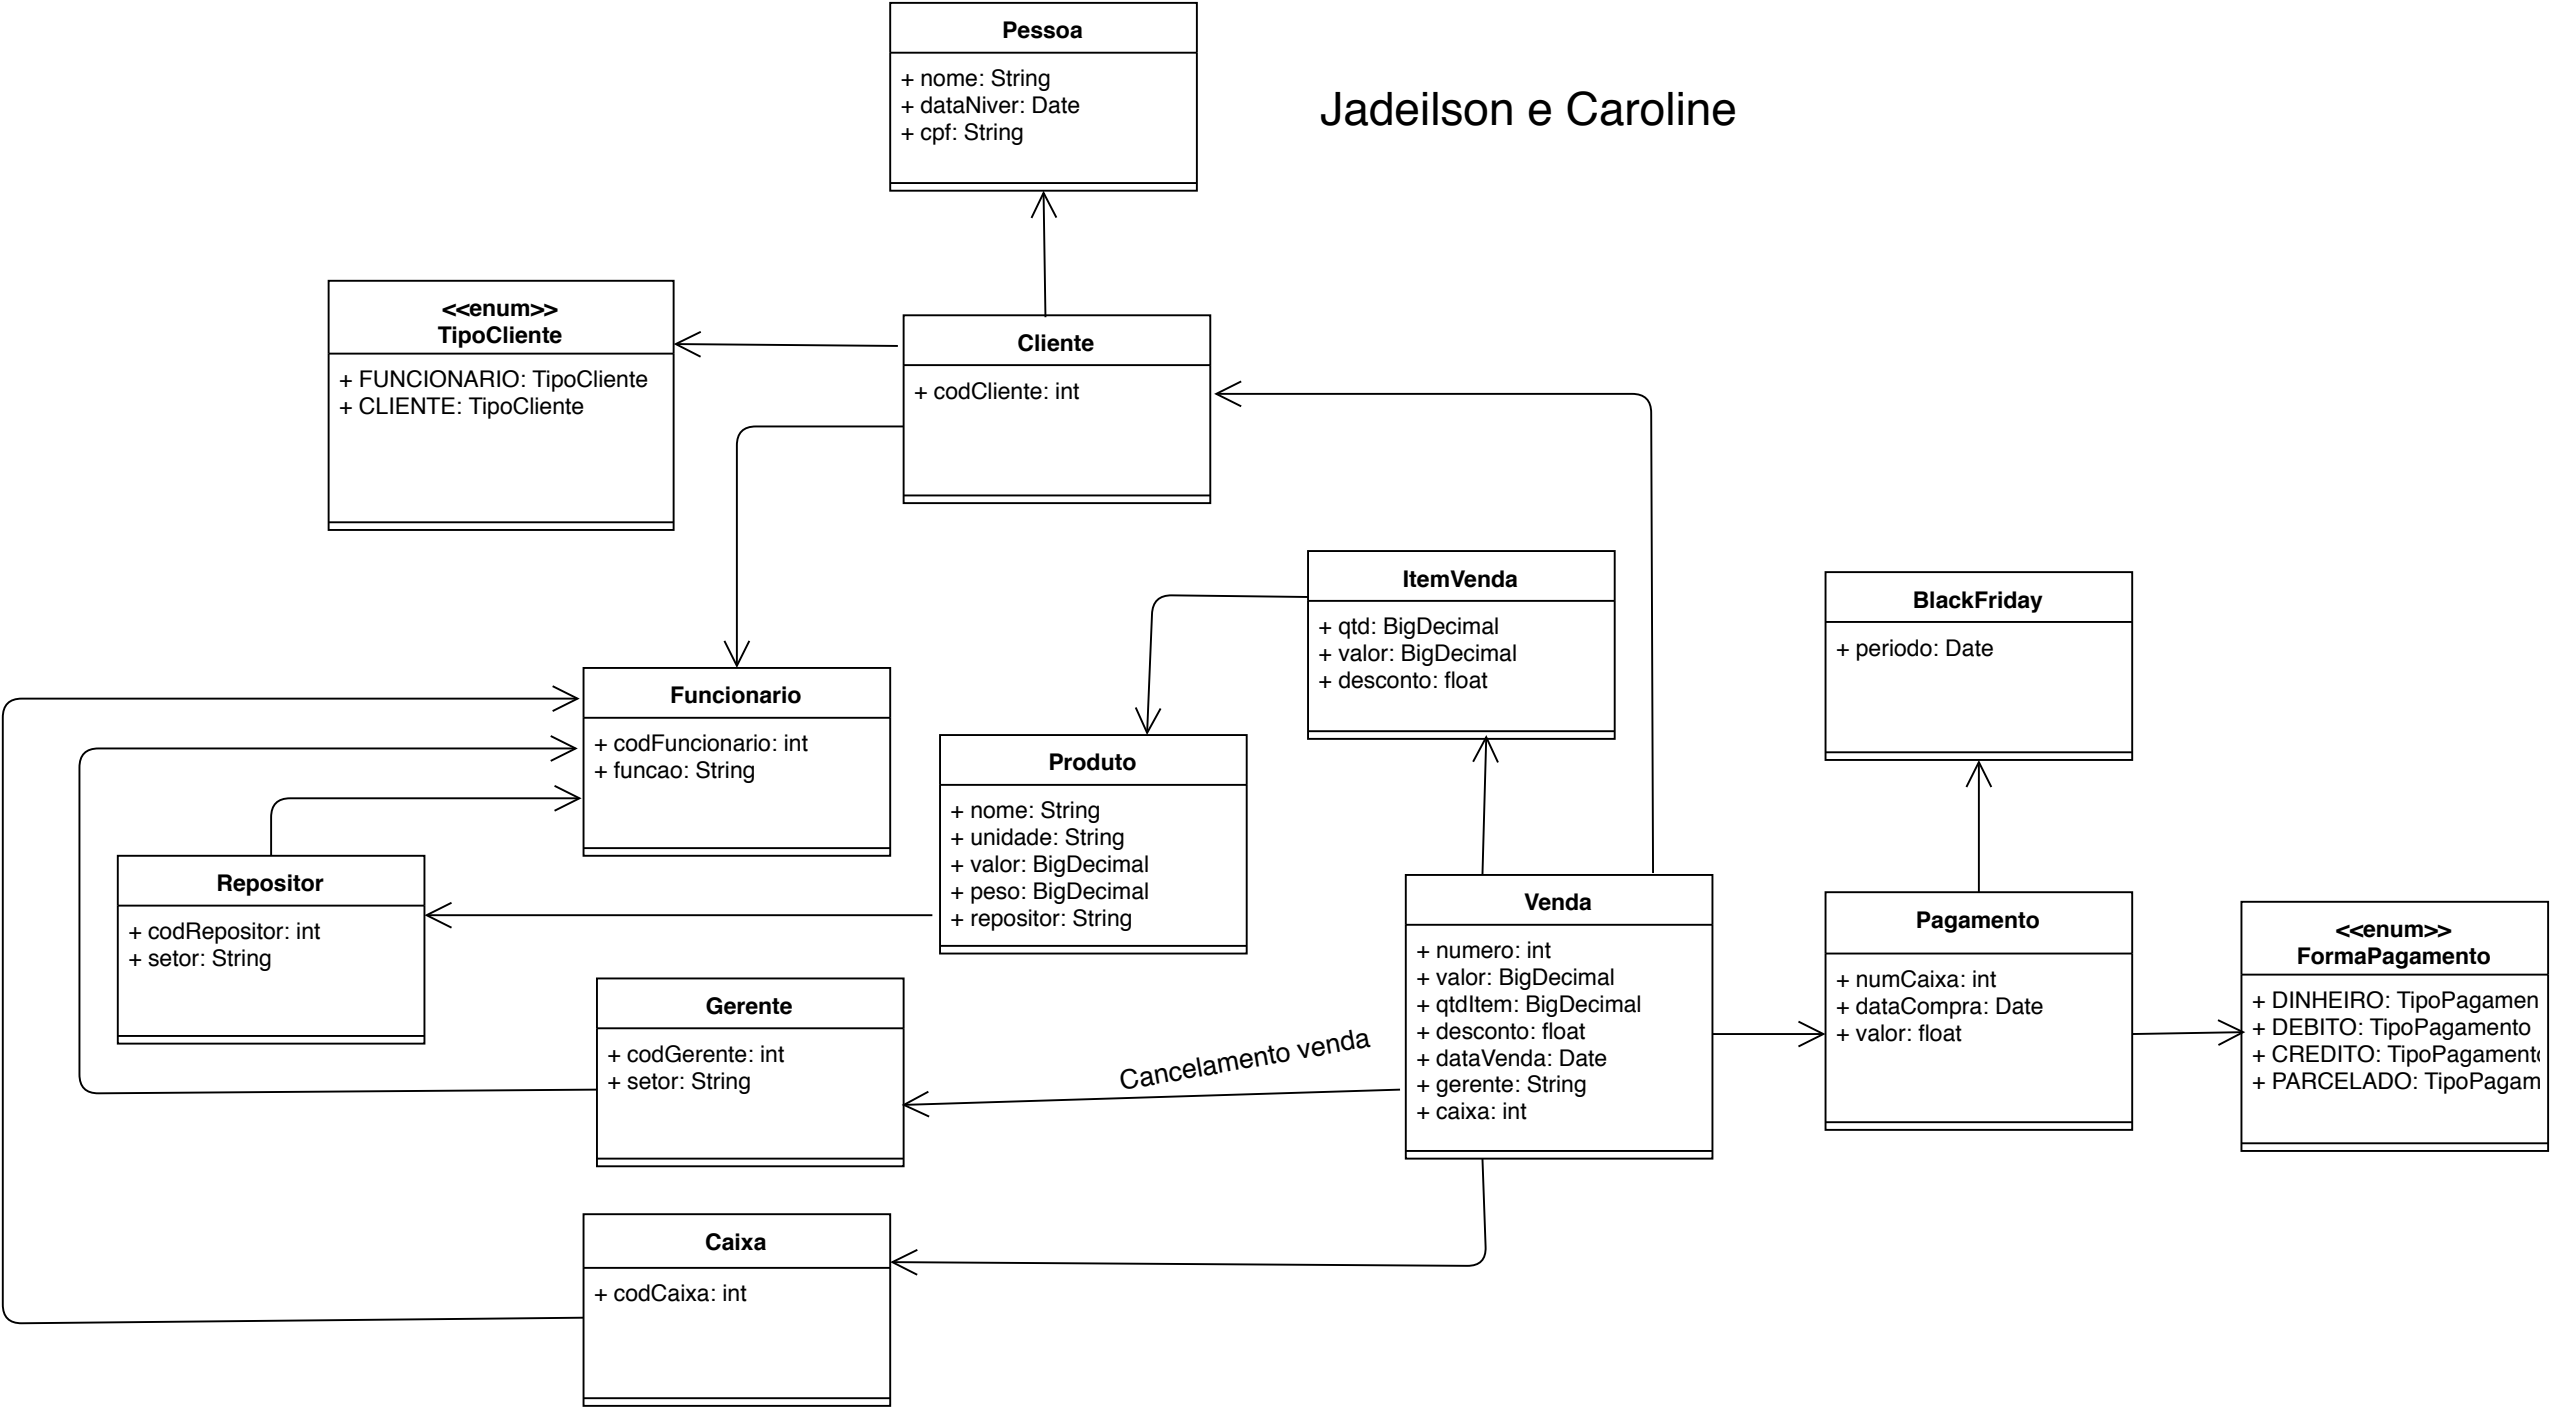 Pessoa
+ nome: String
+ dataNiver: Date
+ cpf: String
Jadeilson e Caroline
<<enum>>
TipoCliente
+ FUNCIONARIO: TipoCliente
+ CLIENTE: TipoCliente
Cliente
+ codCliente: int
ItemVenda
+ qtd: BigDecimal
+ valor: BigDecimal
+ desconto: float
BlackFriday
+ periodo: Date
Funcionario
+ codFuncionario: int
+ funcao: String
Produto
+ nome: String
+ unidade: String
+ valor: BigDecimal
+ peso: BigDecimal
+ repositor: String
Repositor
+ codRepositor: int
+ setor: String
Venda
+ numero: int
+ valor: BigDecimal
+ qtdItem: BigDecimal
+ desconto: float
+ dataVenda: Date
+ gerente: String
+ caixa: int
Pagamento
+ numCaixa: int
+ dataCompra: Date
+ valor: float
<<enum>>
FormaPagamento
+ DINHEIRO: TipoPagamen
+ DEBITO: TipoPagamento
+ CREDITO: TipoPagamento
+ PARCELADO: TipoPagam
Gerente
+ codGerente: int
+ setor: String
Cancelamento venda
Caixa
+ codCaixa: int